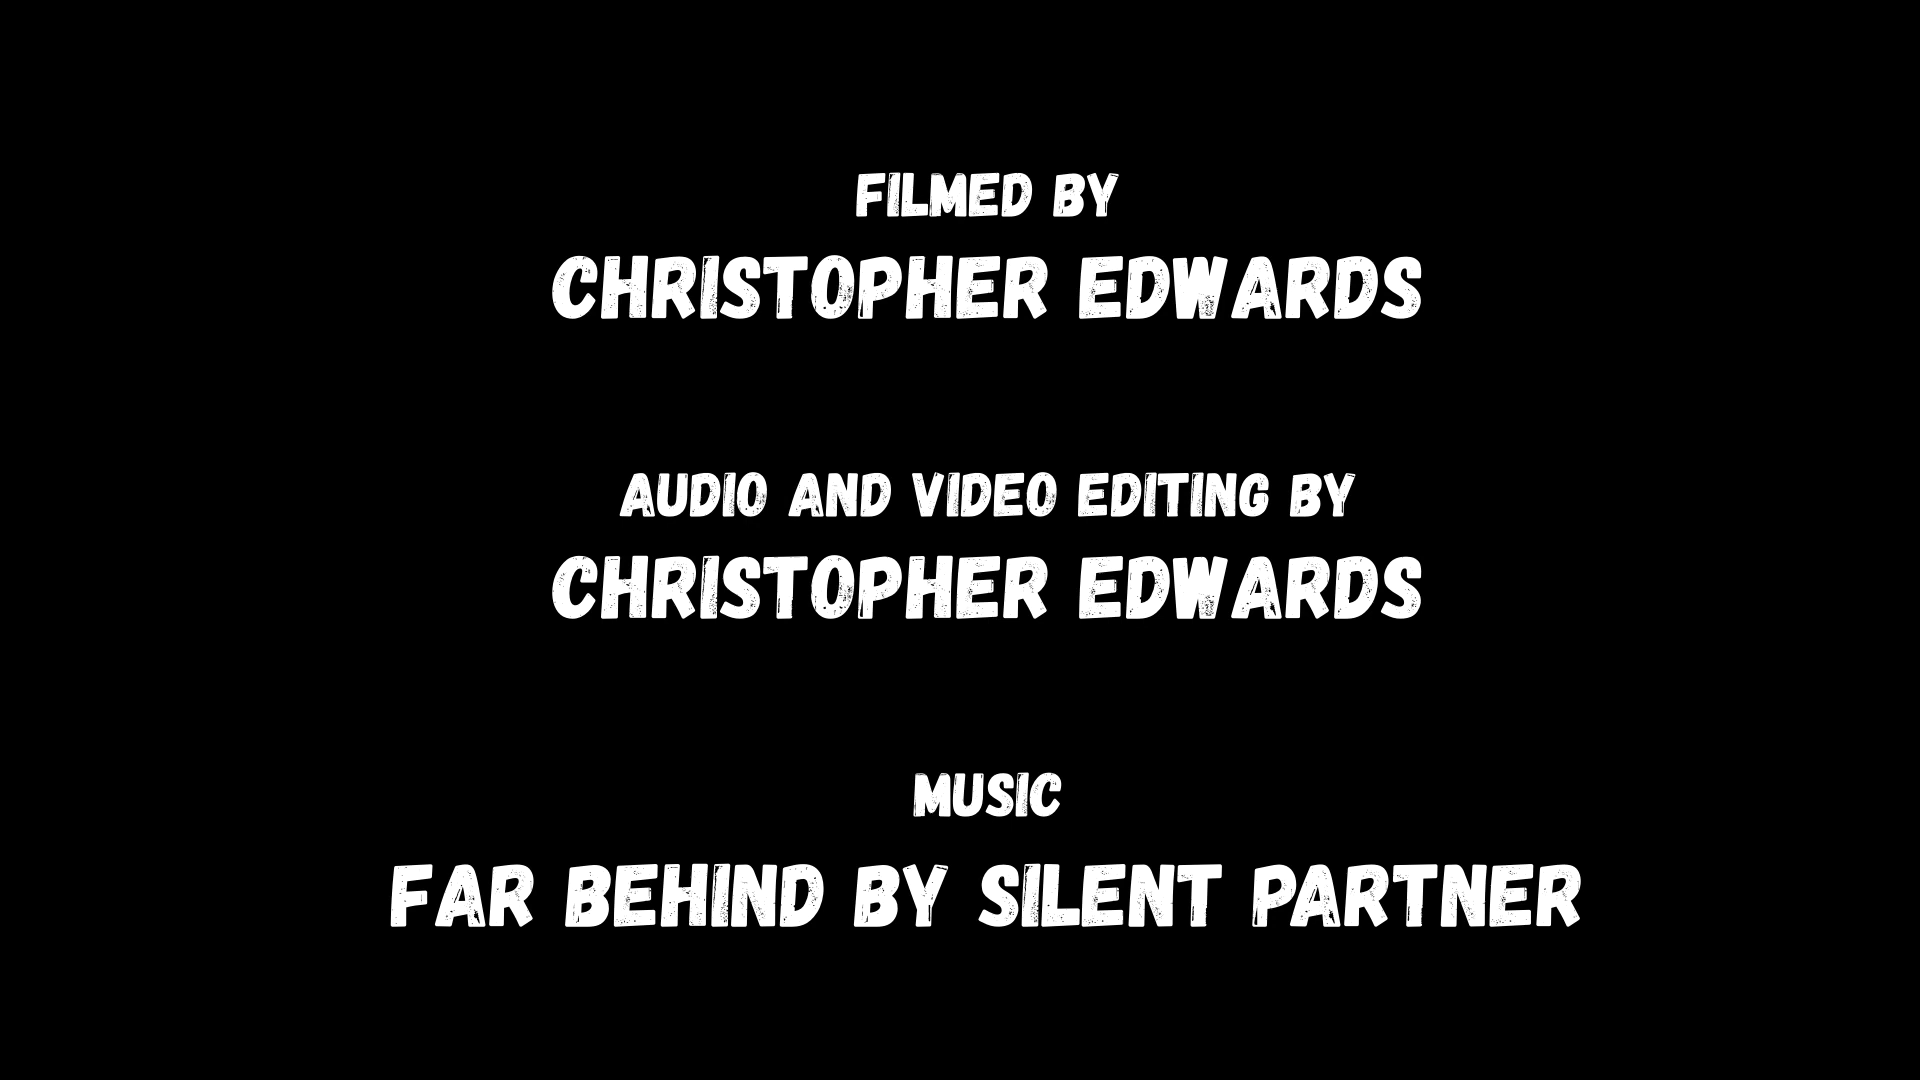 FILMED BY
CHRISTOPHER EDWARDS
AUDIO AND VIDEO EDITING BY
CHRISTOPHER EDWARDS
MUSIC
FAR BEHIND BY SILENT PARTNER